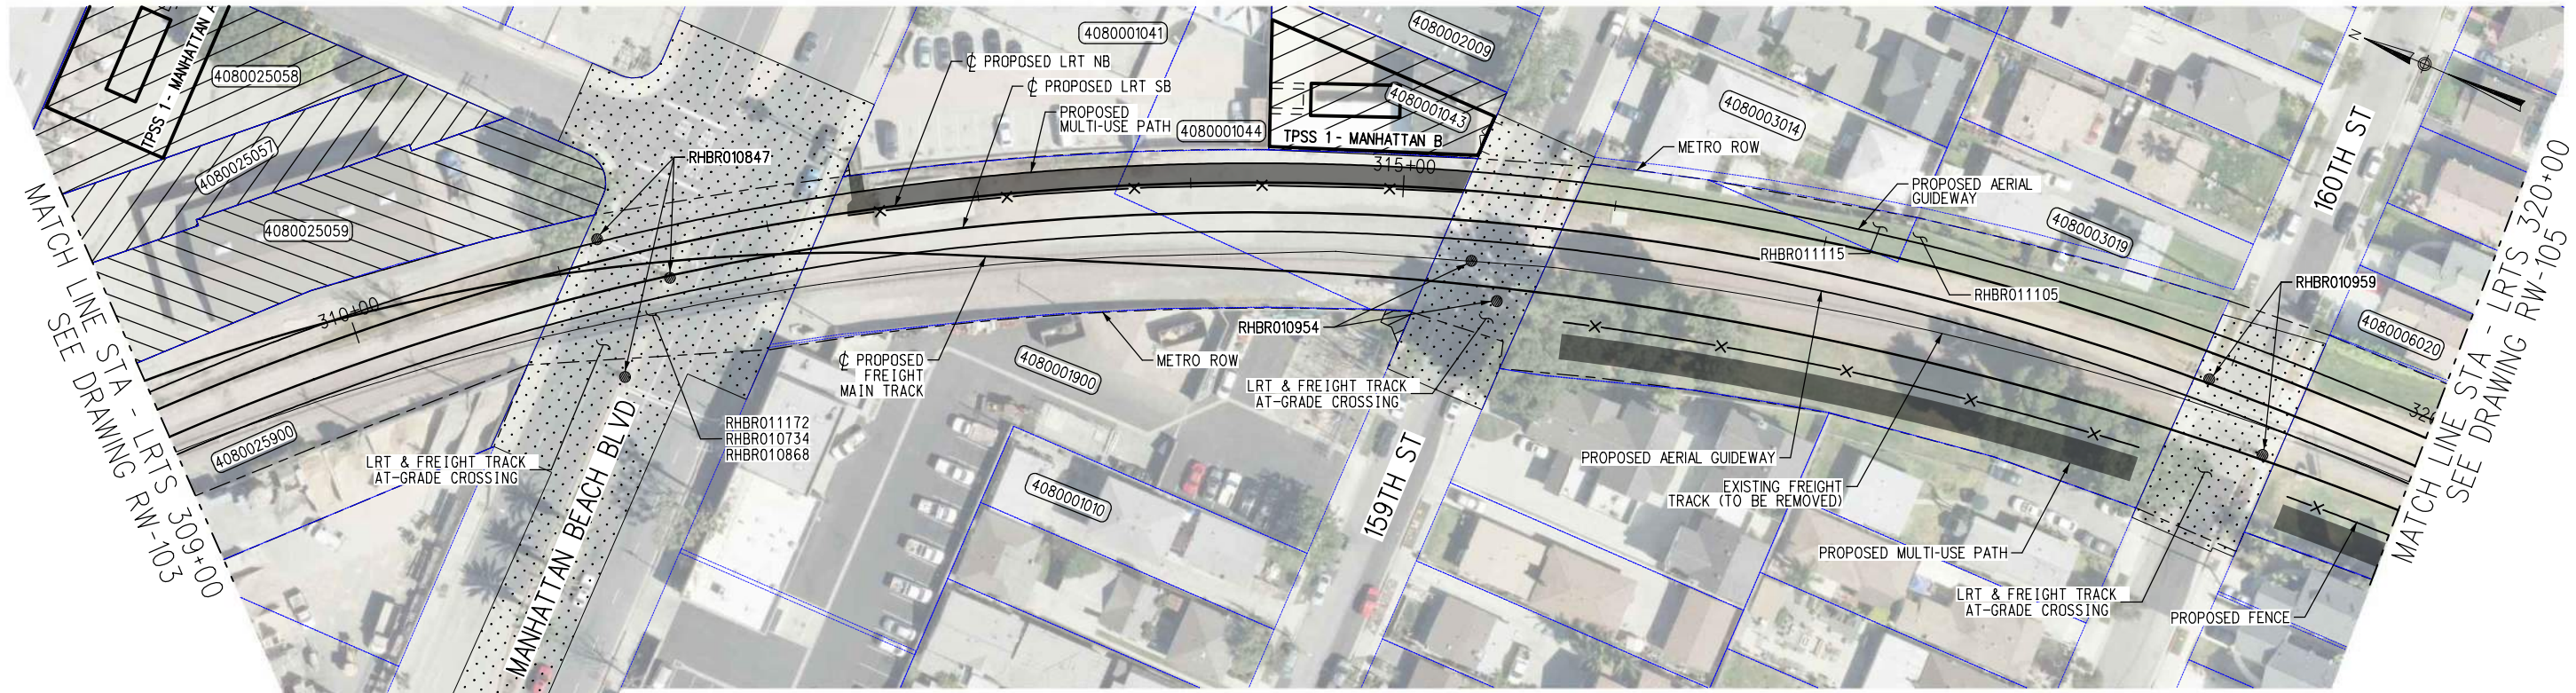 TPSS 1 - MANHATTAN A
4080025058
4080025057
4080025059
MATCH LINE STA - LRTS 309+00
SEE DRAWING RW-103
310+00
4080025900
LRT & FREIGHT TRACK
AT-GRADE CROSSING
MANHATTAN BEACH BLVD
RHBR010847
RHBR011172
RHBR010734
RHBR010868
4080001041
℄ PROPOSED LRT NB
℄ PROPOSED LRT SB
PROPOSED
MULTI-USE PATH
4080001044
4080002009
4080001043
TPSS 1 - MANHATTAN B
315+00
℄ PROPOSED
FREIGHT
MAIN TRACK
4080001900
METRO ROW
4080001010
RHBR010954
LRT & FREIGHT TRACK
AT-GRADE CROSSING
159TH ST
4080003014
METRO ROW
PROPOSED AERIAL
GUIDEWAY
4080003019
RHBR011115
RHBR011105
PROPOSED AERIAL GUIDEWAY
EXISTING FREIGHT
TRACK (TO BE REMOVED)
PROPOSED MULTI-USE PATH
LRT & FREIGHT TRACK
AT-GRADE CROSSING
PROPOSED FENCE
N
160TH ST
RHBR010959
4080006020
MATCH LINE STA - LRTS 320+00
SEE DRAWING RW-105